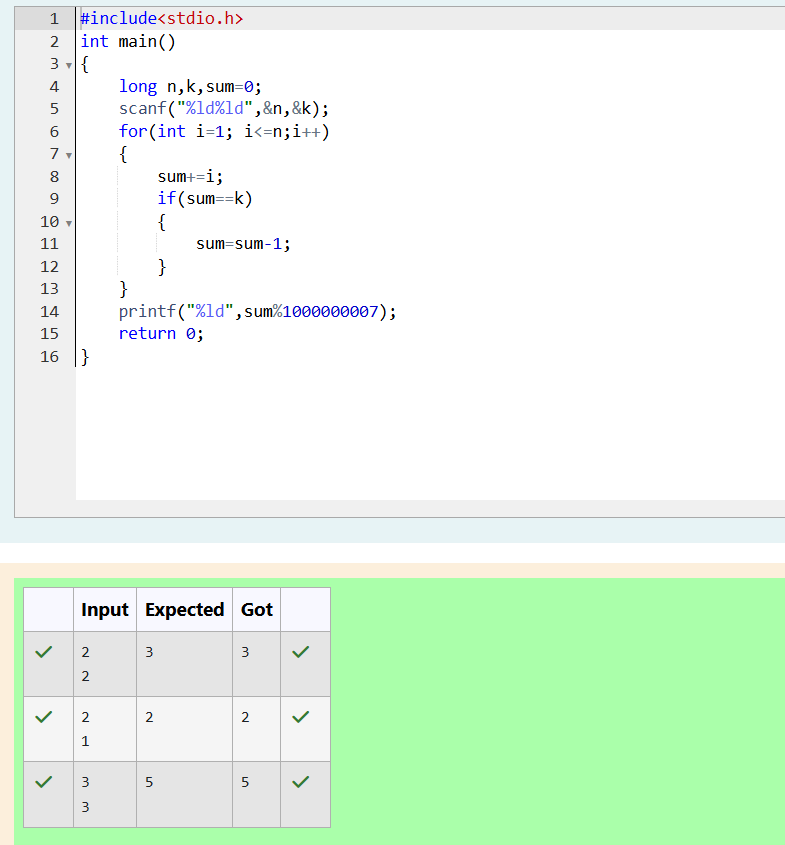 1 #include<stdio.h>
2 int main()
3 {
4 long n,k,sum=0;
5 scanf("%ld%ld",&n,&k);
6 for(int i=1; i<=n;i++)
7 {
8 sum+=i;
9 if(sum==k)
10 {
11 sum=sum-1;
12 }
13 }
14 printf("%ld",sum%1000000007);
15 return 0;
16 }
Input Expected Got
2 3 3
2
2 2 2
1
3 5 5
3